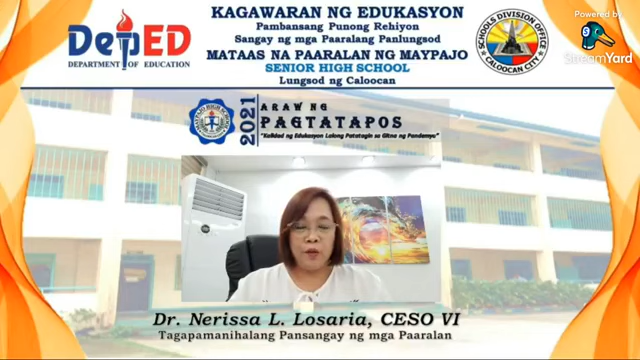 Powered by
StreamYard
DepED
DEPARTMENT OF EDUCATION
KAGAWARAN NG EDUKASYON
Pambansang Punong Rehiyon
Sangay ng mga Paaralang Panlungsod
MATAAS NA PAARALAN NG MAYPAJO
SENIOR HIGH SCHOOL
Lungsod ng Caloocan
SCHOOLS DIVISION OFFICE
CALOOCAN CITY
2021
ARAW NG
PAGTATAPOS
"Kalidad ng Edukasyon Lalong Patatagin sa Gitna ng Pandemya"
Dr. Nerissa L. Losaria, CESO VI
Tagapamanihalang Pansangay ng mga Paaralan